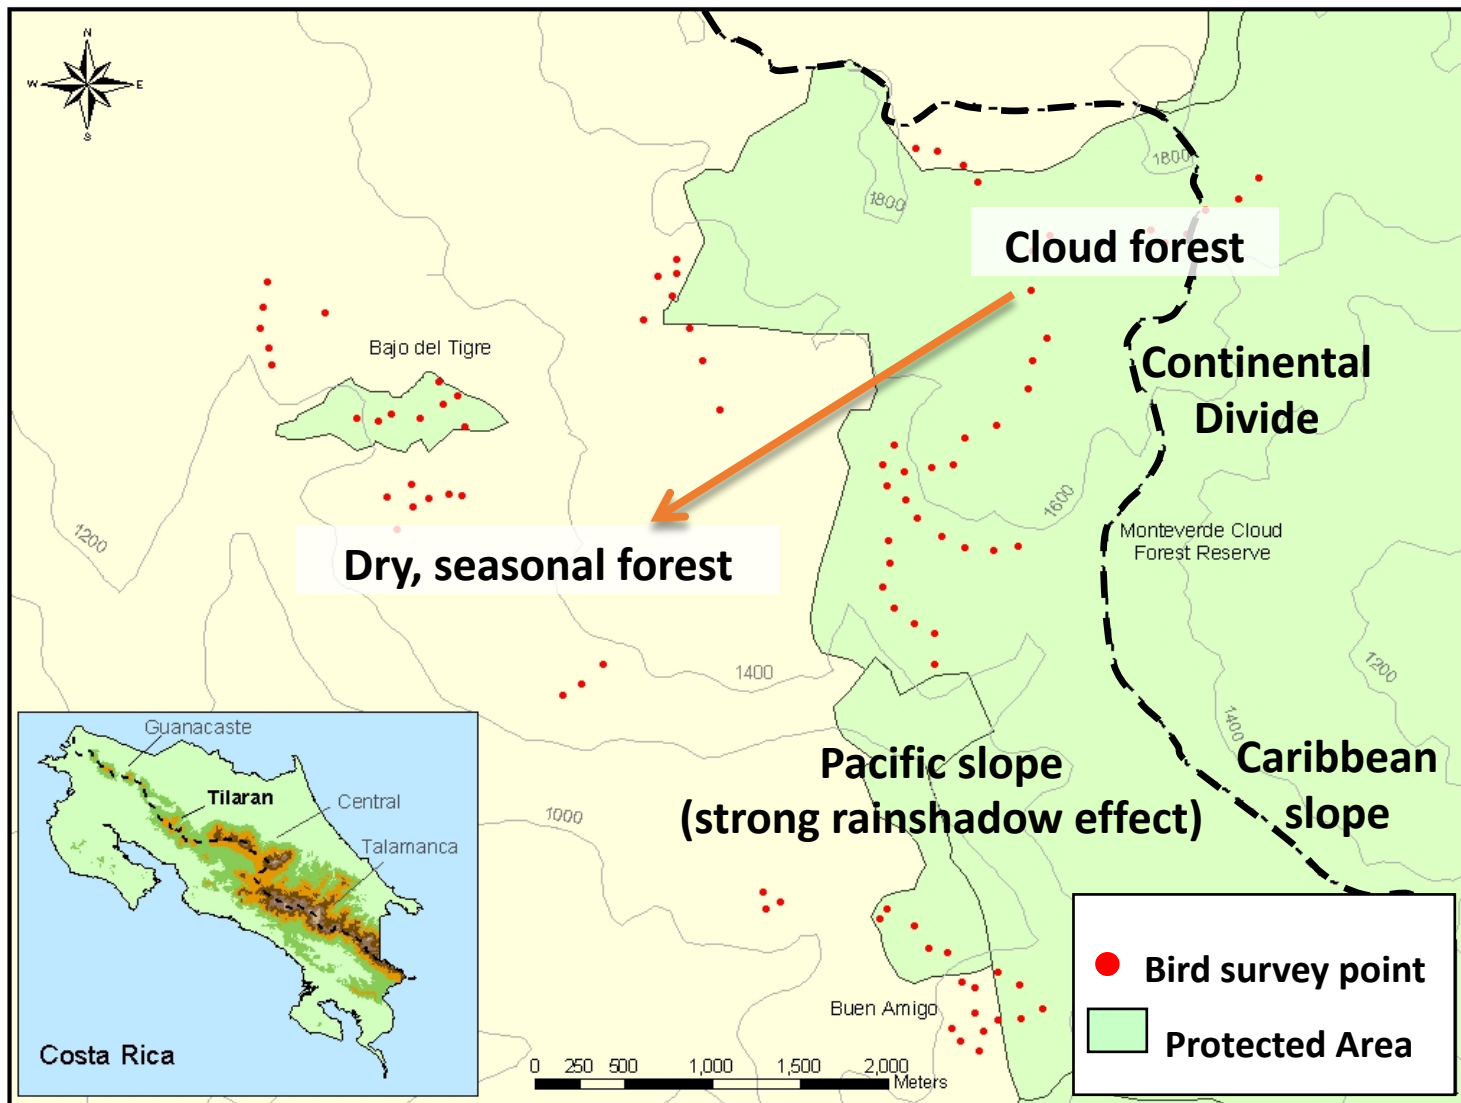 N
W
E
S
1800
1800
Cloud forest
Bajo del Tigre
Continental
Divide
1600
1200
Monteverde Cloud
Forest Reserve
Dry, seasonal forest
1400
1200
1400
Guanacaste
Tilaran
Central
Talamanca
Costa Rica
Pacific slope
(strong rainshadow effect)
Caribbean
slope
1000
Buen Amigo
Bird survey point
Protected Area
0 250 500 1,000 1,500 2,000
Meters